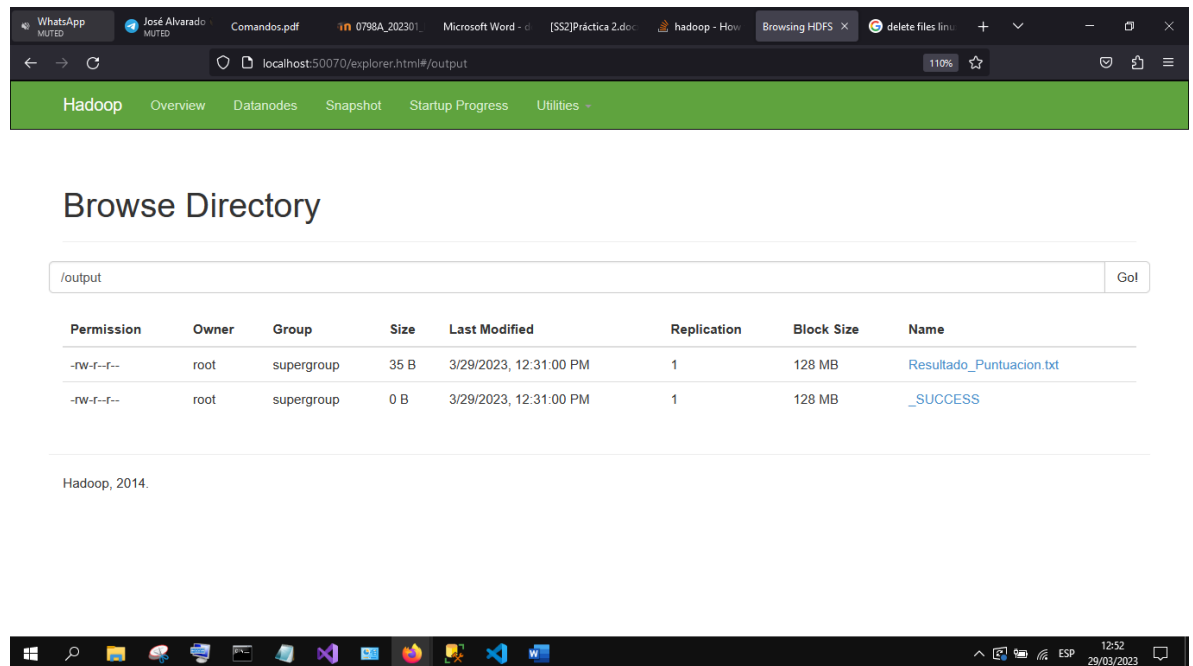 WhatsApp
MUTED
José Alvarado
MUTED
Comandos.pdf
0798A_202301_
Microsoft Word - d
[SS2]Práctica 2.doc
hadoop - How
Browsing HDFS
delete files linu
localhost:50070/explorer.html#/output
110%
Hadoop Overview Datanodes Snapshot Startup Progress Utilities
Browse Directory
/output Go!
Permission Owner Group Size Last Modified Replication Block Size Name
-rw-r--r-- root supergroup 35 B 3/29/2023, 12:31:00 PM 1 128 MB Resultado_Puntuacion.txt
-rw-r--r-- root supergroup 0 B 3/29/2023, 12:31:00 PM 1 128 MB _SUCCESS
Hadoop, 2014.
ESP
12:52
29/03/2023